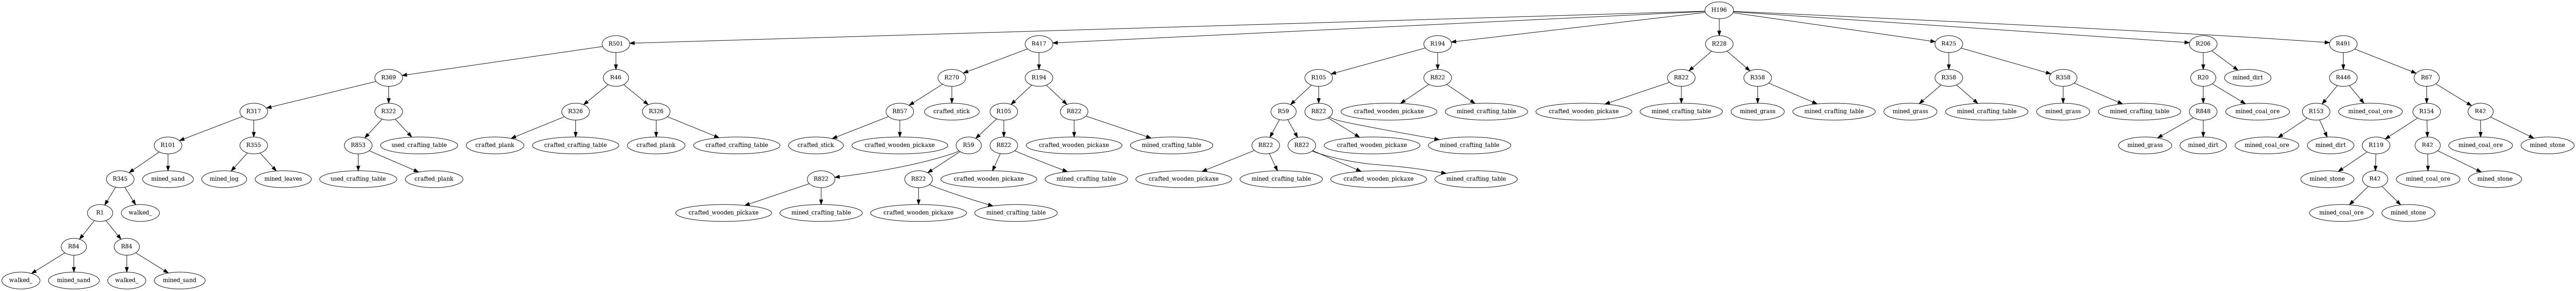 H196
R501 R417 R194 R228 R425 R206 R491
R369 R46 R270 R194 R105 R822 R822 R358 R358 R358 R20 mined_dirt R446 R67
R317 R322 R326 R326 R857 crafted_stick R105 R822 R59 R822 crafted_wooden_pickaxe mined_crafting_table crafted_wooden_pickaxe mined_crafting_table mined_grass mined_crafting_table mined_grass mined_crafting_table mined_grass mined_crafting_table R848 mined_coal_ore R153 mined_coal_ore R154 R42
R101 R355 R853 used_crafting_table crafted_plank crafted_crafting_table crafted_plank crafted_crafting_table crafted_stick crafted_wooden_pickaxe R59 R822 crafted_wooden_pickaxe mined_crafting_table R822 R822 crafted_wooden_pickaxe mined_crafting_table mined_grass mined_dirt mined_coal_ore mined_dirt R119 R42 mined_coal_ore mined_stone
R345 mined_sand mined_log mined_leaves used_crafting_table crafted_plank R822 R822 crafted_wooden_pickaxe mined_crafting_table crafted_wooden_pickaxe mined_crafting_table crafted_wooden_pickaxe mined_crafting_table mined_stone R42 mined_coal_ore mined_stone
R1 walked_ crafted_wooden_pickaxe mined_crafting_table crafted_wooden_pickaxe mined_crafting_table mined_coal_ore mined_stone
R84 R84
walked_ mined_sand walked_ mined_sand